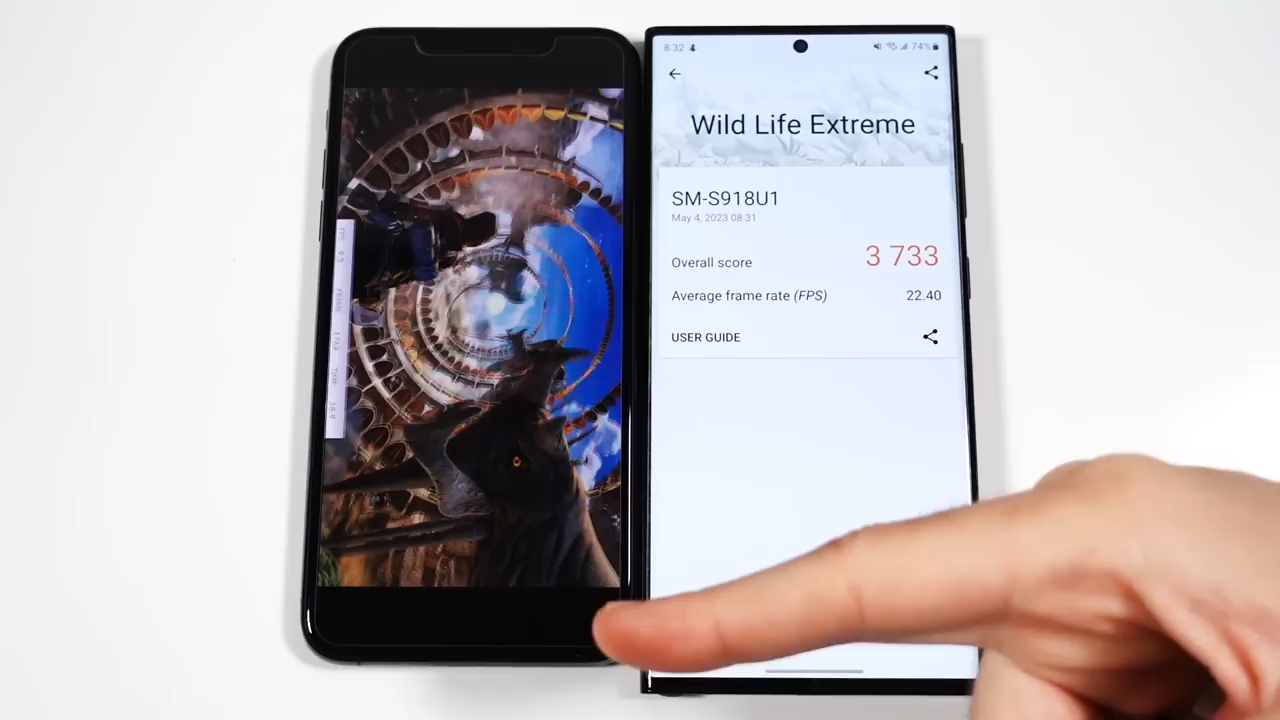 8:32
74%
Wild Life Extreme
SM-S918U1
May 4, 2023 08:31
Overall score
3 733
Average frame rate (FPS)
22.40
USER GUIDE